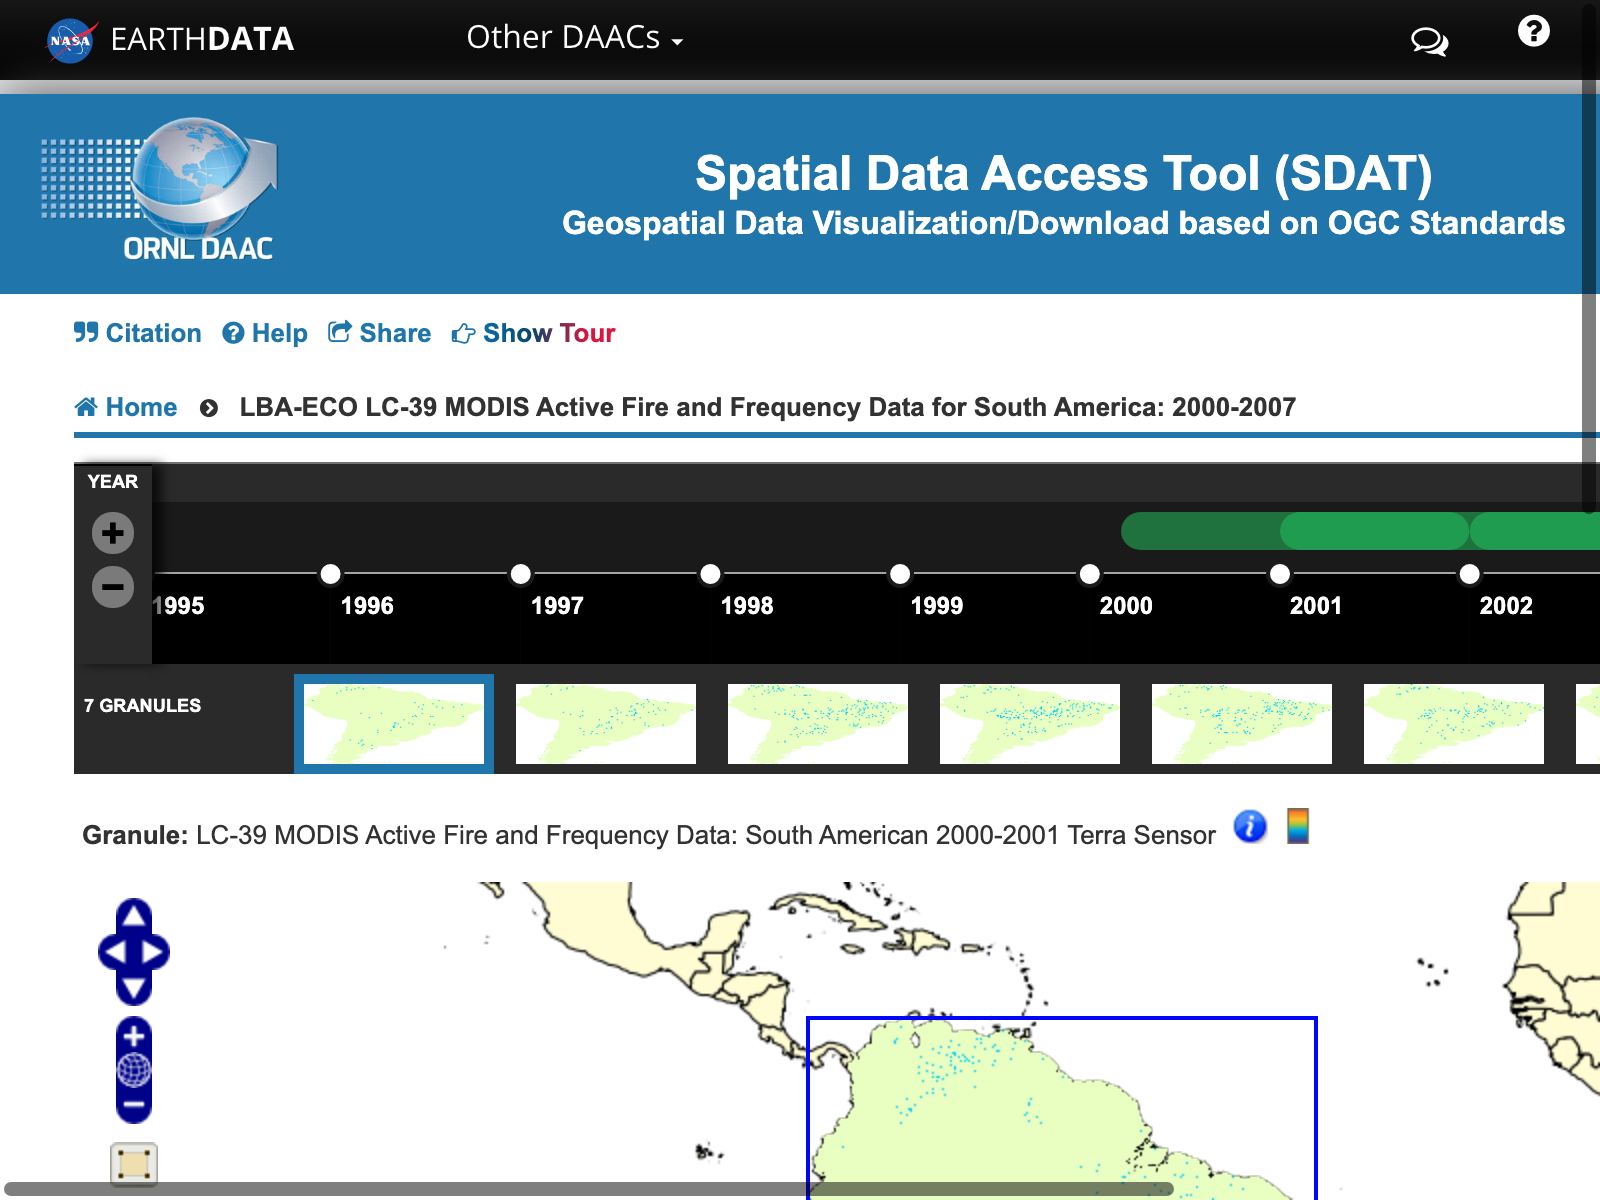 NASA EARTHDATA Other DAACs
ORNL DAAC
Spatial Data Access Tool (SDAT)
Geospatial Data Visualization/Download based on OGC Standards
Citation Help Share Show Tour
Home LBA-ECO LC-39 MODIS Active Fire and Frequency Data for South America: 2000-2007
YEAR
1995 1996 1997 1998 1999 2000 2001 2002
7 GRANULES
Granule: LC-39 MODIS Active Fire and Frequency Data: South American 2000-2001 Terra Sensor